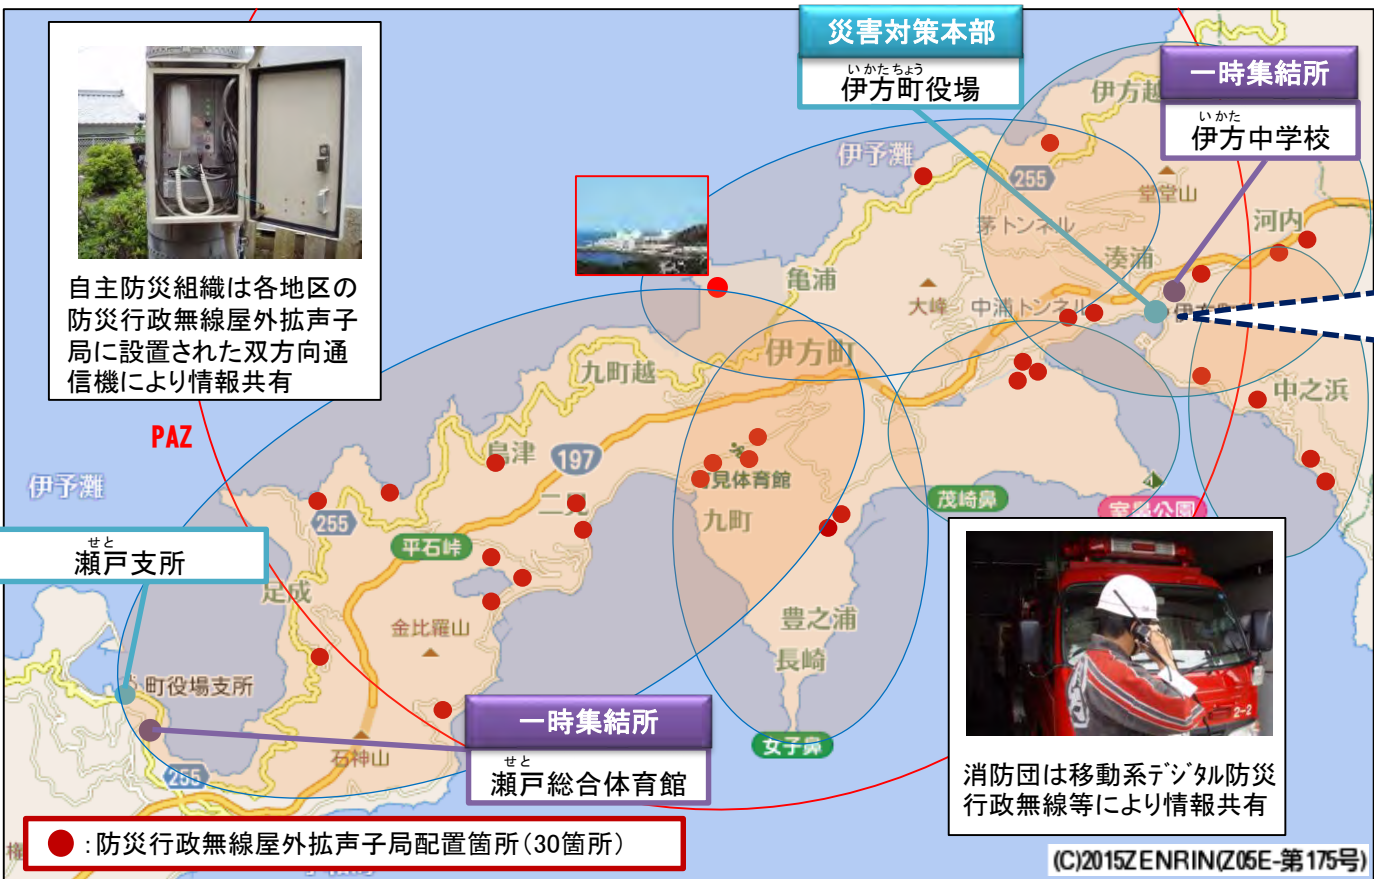 災害対策本部
いかたちょう
伊方町役場
一時集結所
いかた
伊方中学校
伊方越
伊予灘
255
堂堂山
茅トンネル
河内
湊浦
亀浦
大峰
中浦トンネル
自主防災組織は各地区の
防災行政無線屋外拡声子
局に設置された双方向通
信機により情報共有
伊方町
九町越
中之浜
PAZ
鳥津
197
伊予灘
二見
町見体育館
茂崎鼻
室鼻公園
九町
255
平石峠
せと
瀬戸支所
足成
金比羅山
豊之浦
長崎
町役場支所
2-2
一時集結所
せと
瀬戸総合体育館
女子鼻
石神山
255
消防団は移動系デジタル防災
行政無線等により情報共有
:防災行政無線屋外拡声子局配置箇所(30箇所)
権
(C)2015ZENRIN(Z05E-第175号)